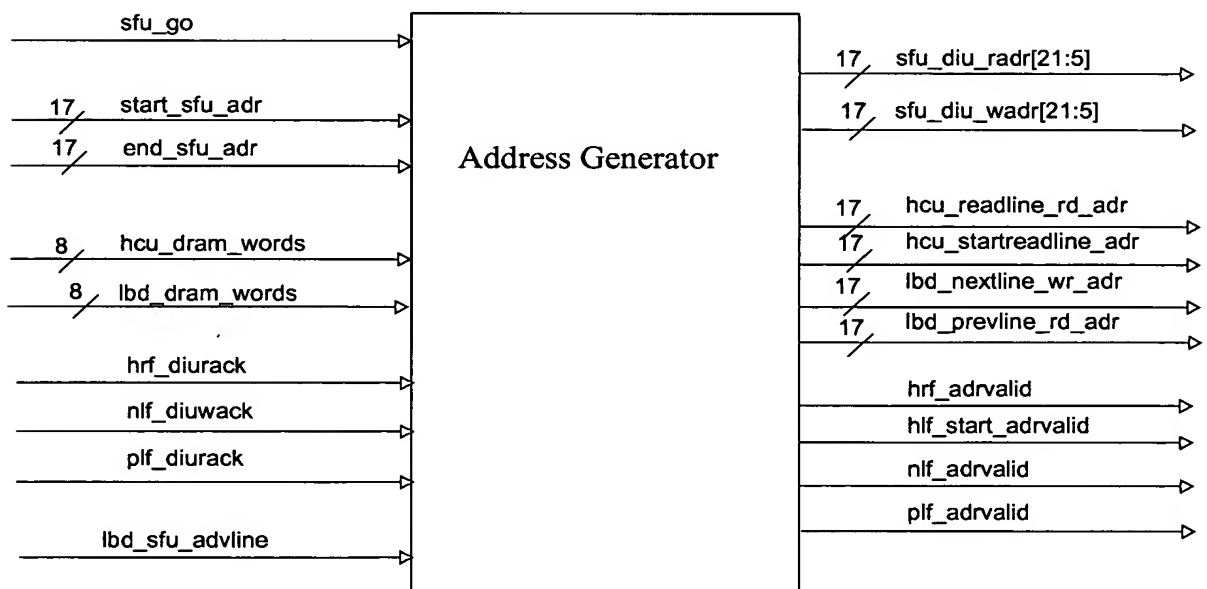 sfu_go
17 start_sfu_adr
17 end_sfu_adr
8 hcu_dram_words
8 lbd_dram_words
hrf_diurack
nlf_diuwack
plf_diurack
lbd_sfu_advline
Address Generator
17 sfu_diu_radr[21:5]
17 sfu_diu_wadr[21:5]
17 hcu_readline_rd_adr
17 hcu_startreadline_adr
17 lbd_nextline_wr_adr
17 lbd_prevline_rd_adr
hrf_adrvalid
hlf_start_adrvalid
nlf_adrvalid
plf_adrvalid